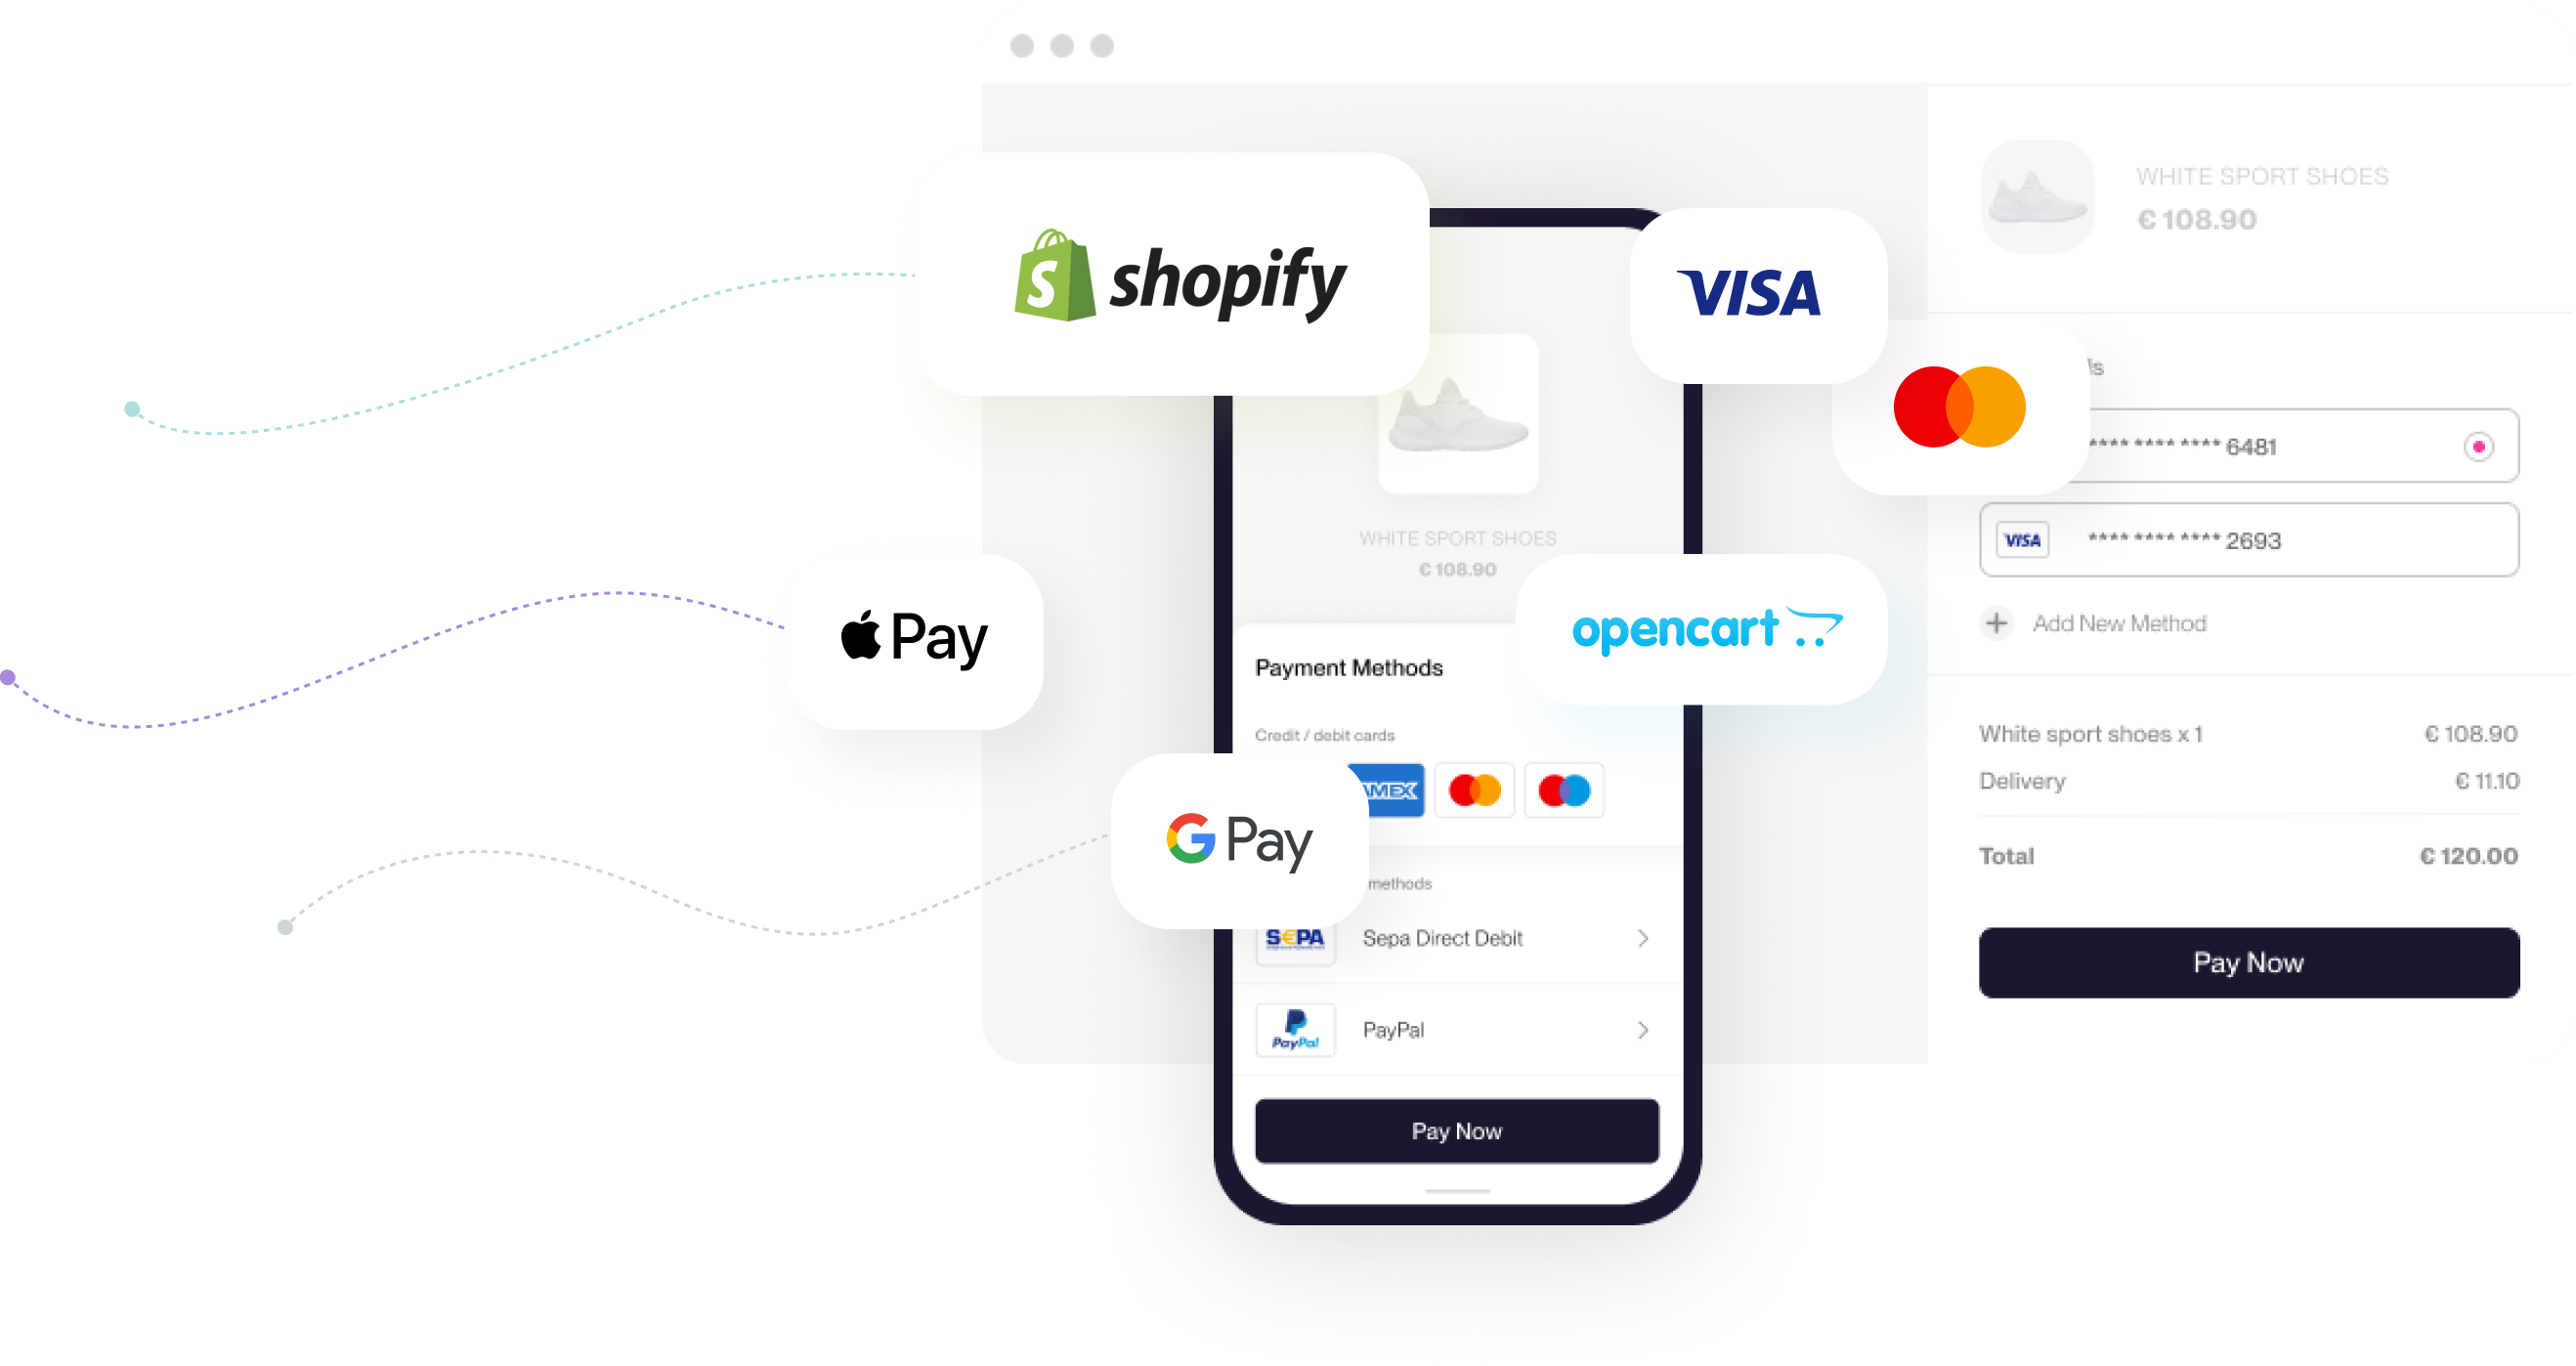 shopify
VISA
WHITE SPORT SHOES
€ 108.90
**** **** **** 6481
VISA **** **** **** 2693
Add New Method
White sport shoes x 1 € 108.90
Delivery € 11.10
Total € 120.00
Pay Now
WHITE SPORT SHOES
€ 108.90
Pay
opencart
Payment Methods
Credit / debit cards
G Pay
methods
SEPA Sepa Direct Debit
PayPal PayPal
Pay Now